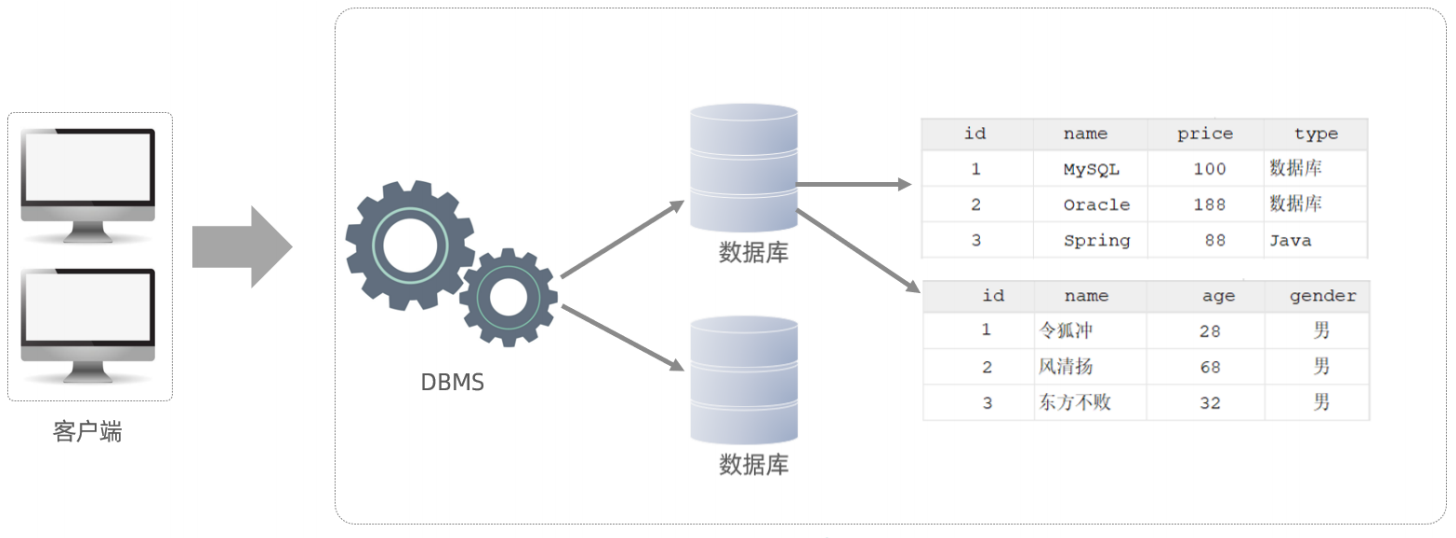 客户端
DBMS
数据库
数据库
id name price type
1 MySQL 100 数据库
2 Oracle 188 数据库
3 Spring 88 Java
id name age gender
1 令狐冲 28 男
2 风清扬 68 男
3 东方不败 32 男